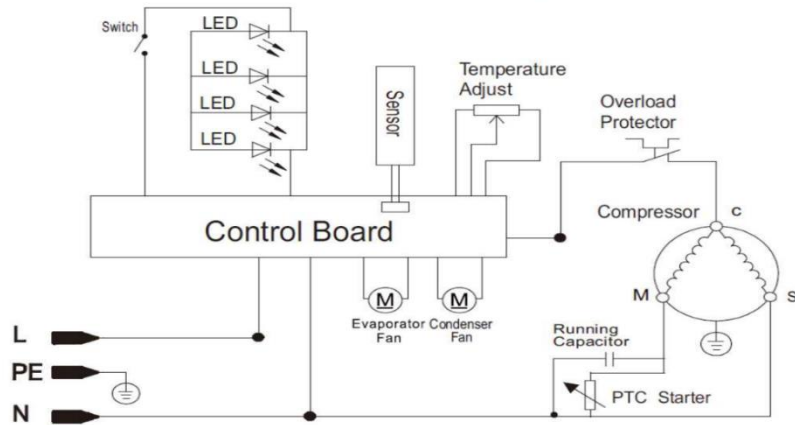 Switch
LED
LED
LED
LED
Sensor
Temperature
Adjust
Overload
Protector
Control Board
Compressor
C
M
S
M
Evaporator
Fan
M
Condenser
Fan
Running
Capacitor
PTC Starter
L
PE
N